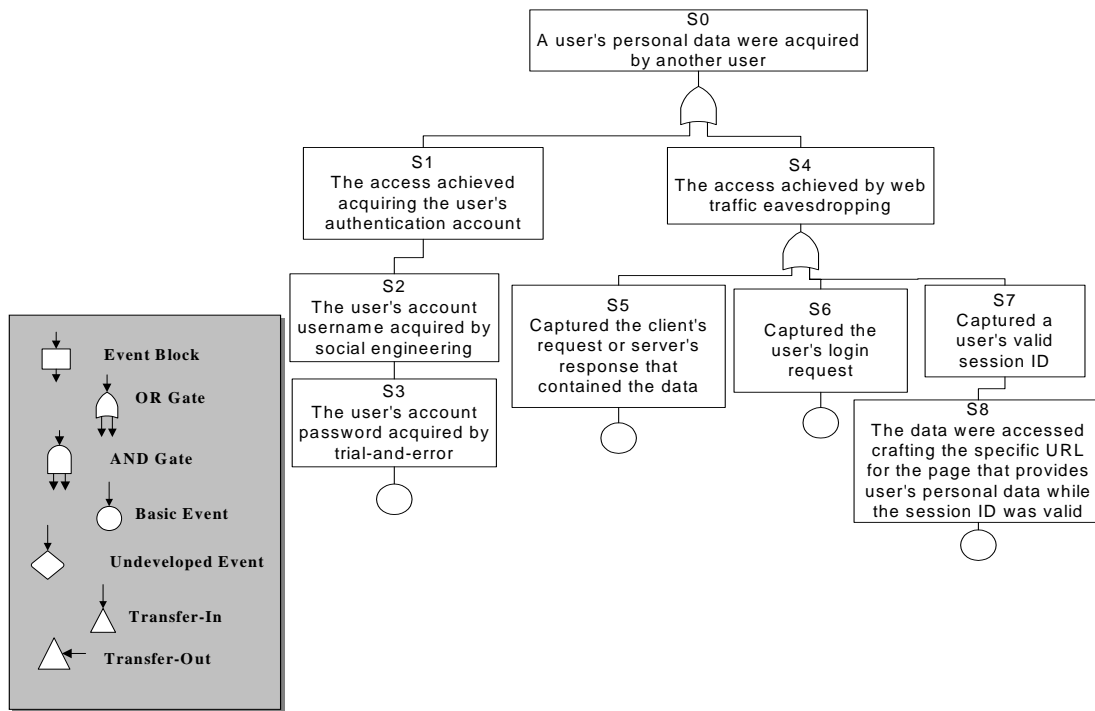 S0
A user's personal data were acquired
by another user
S1
The access achieved
acquiring the user's
authentication account
S4
The access achieved by web
traffic eavesdropping
S2
The user's account
username acquired by
social engineering
S3
The user's account
password acquired by
trial-and-error
S5
Captured the client's
request or server's
response that
contained the data
S6
Captured the
user's login
request
S7
Captured a
user's valid
session ID
S8
The data were accessed
crafting the specific URL
for the page that provides
user's personal data while
the session ID was valid
Event Block
OR Gate
AND Gate
Basic Event
Undeveloped Event
Transfer-In
Transfer-Out